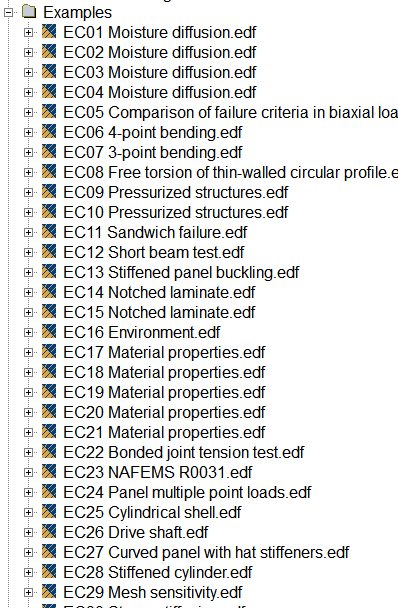 Examples
EC01 Moisture diffusion.edf
EC02 Moisture diffusion.edf
EC03 Moisture diffusion.edf
EC04 Moisture diffusion.edf
EC05 Comparison of failure criteria in biaxial loa
EC06 4-point bending.edf
EC07 3-point bending.edf
EC08 Free torsion of thin-walled circular profile.e
EC09 Pressurized structures.edf
EC10 Pressurized structures.edf
EC11 Sandwich failure.edf
EC12 Short beam test.edf
EC13 Stiffened panel buckling.edf
EC14 Notched laminate.edf
EC15 Notched laminate.edf
EC16 Environment.edf
EC17 Material properties.edf
EC18 Material properties.edf
EC19 Material properties.edf
EC20 Material properties.edf
EC21 Material properties.edf
EC22 Bonded joint tension test.edf
EC23 NAFEMS R0031.edf
EC24 Panel multiple point loads.edf
EC25 Cylindrical shell.edf
EC26 Drive shaft.edf
EC27 Curved panel with hat stiffeners.edf
EC28 Stiffened cylinder.edf
EC29 Mesh sensitivity.edf